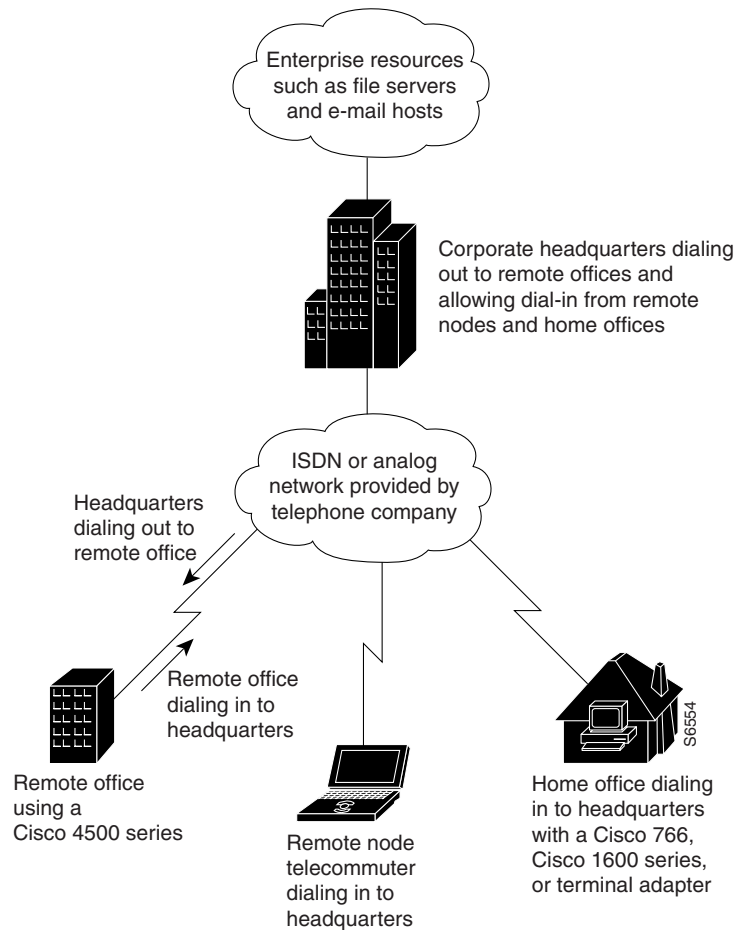 Enterprise resources
such as file servers
and e-mail hosts
Corporate headquarters dialing
out to remote offices and
allowing dial-in from remote
nodes and home offices
ISDN or analog
network provided by
telephone company
Headquarters
dialing out to
remote office
Remote office
dialing in to
headquarters
S6554
Remote office
using a
Cisco 4500 series
Remote node
telecommuter
dialing in to
headquarters
Home office dialing
in to headquarters
with a Cisco 766,
Cisco 1600 series,
or terminal adapter